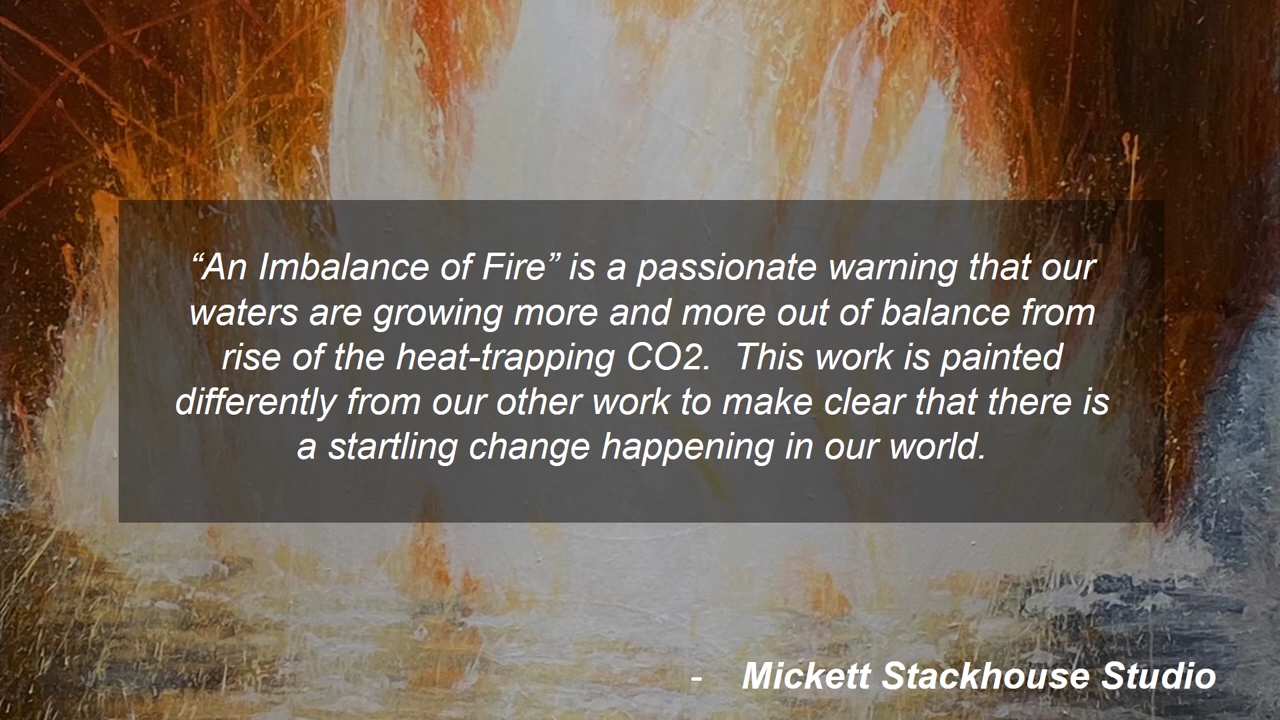 “An Imbalance of Fire” is a passionate warning that our
waters are growing more and more out of balance from
rise of the heat-trapping CO2.  This work is painted
differently from our other work to make clear that there is
a startling change happening in our world.
- Mickett Stackhouse Studio